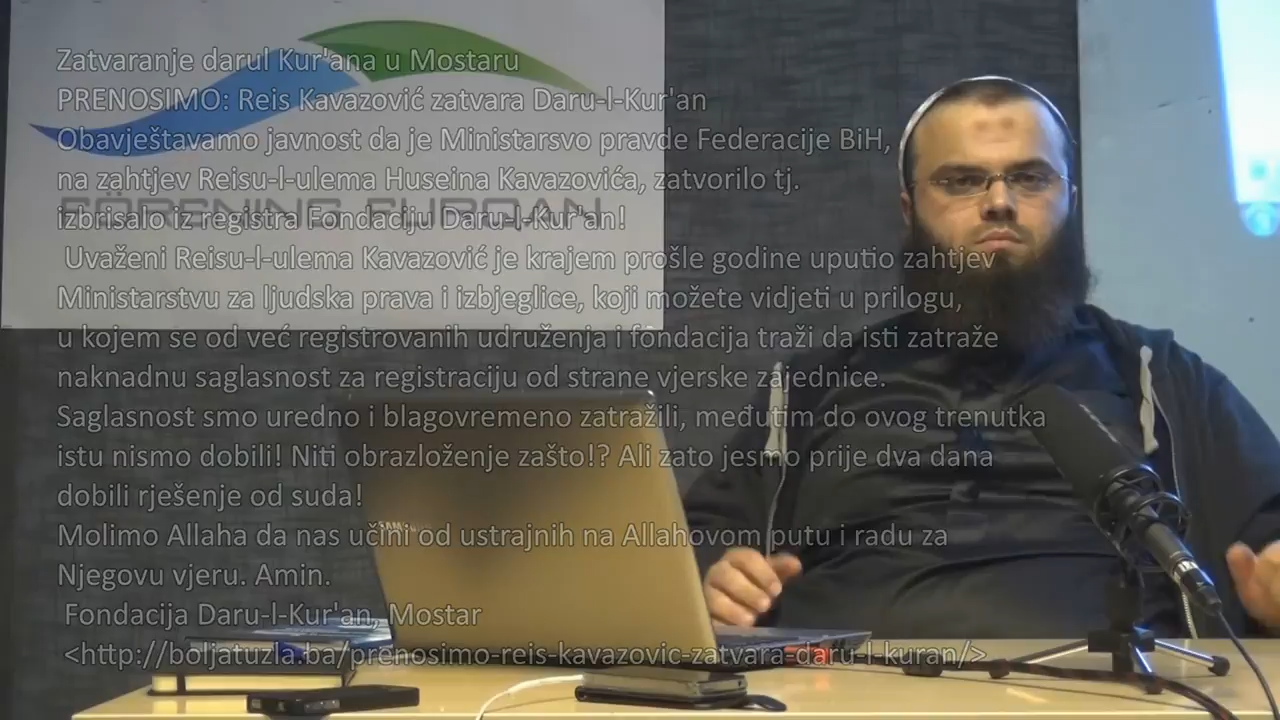 Zatvaranje darul Kur'ana u Mostaru
PRENOSIMO: Reis Kavazović zatvara Daru-l-Kur'an
Obavještavamo javnost da je Ministarsvo pravde Federacije BiH,
na zahtjev Reisu-l-ulema Huseina Kavazovića, zatvorilo tj.
izbrisalo iz registra Fondaciju Daru-l-Kur'an!
FÖRENING FURQAN
Uvaženi Reisu-l-ulema Kavazović je krajem prošle godine uputio zahtjev
Ministarstvu za ljudska prava i izbjeglice, koji možete vidjeti u prilogu,
u kojem se od već registrovanih udruženja i fondacija traži da isti zatraže
naknadnu saglasnost za registraciju od strane vjerske zajednice.
Saglasnost smo uredno i blagovremeno zatražili, međutim do ovog trenutka
istu nismo dobili! Niti obrazloženje zašto!? Ali zato jesmo prije dva dana
dobili rješenje od suda!
SAMSUNG
Molimo Allaha da nas učini od ustrajnih na Allahovom putu i radu za
Njegovu vjeru. Amin.
Fondacija Daru-l-Kur'an, Mostar
<http://boljatuzla.ba/prenosimo-reis-kavazovic-zatvara-daru-l-kuran/>